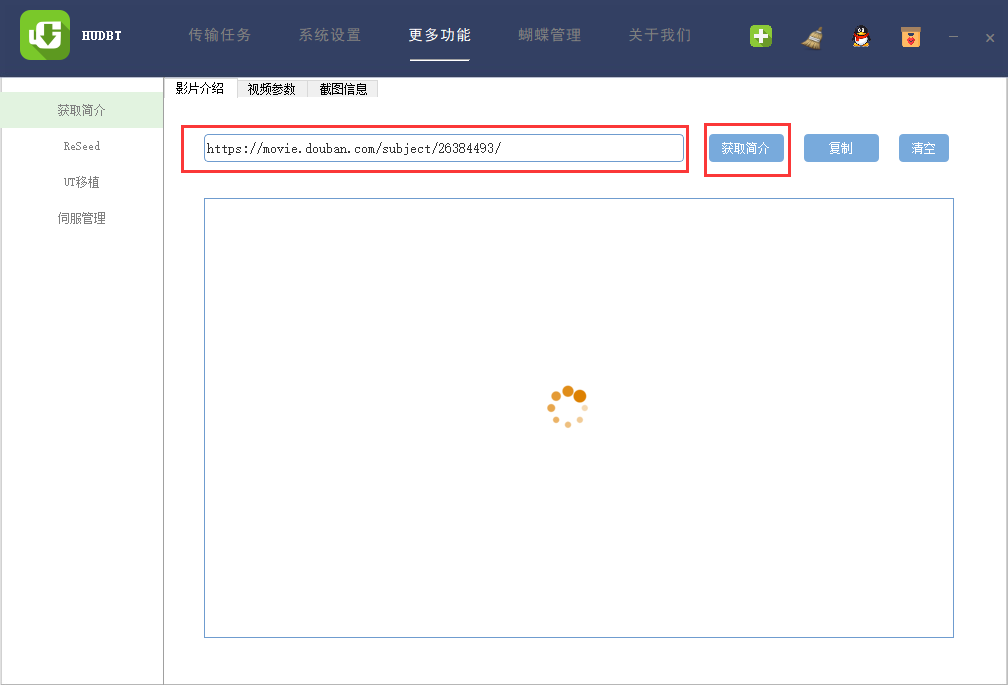 HUDBT
传输任务
系统设置
更多功能
蝴蝶管理
关于我们
获取简介
ReSeed
UT移植
伺服管理
影片介绍
视频参数
截图信息
https://movie.douban.com/subject/26384493/
获取简介
复制
清空